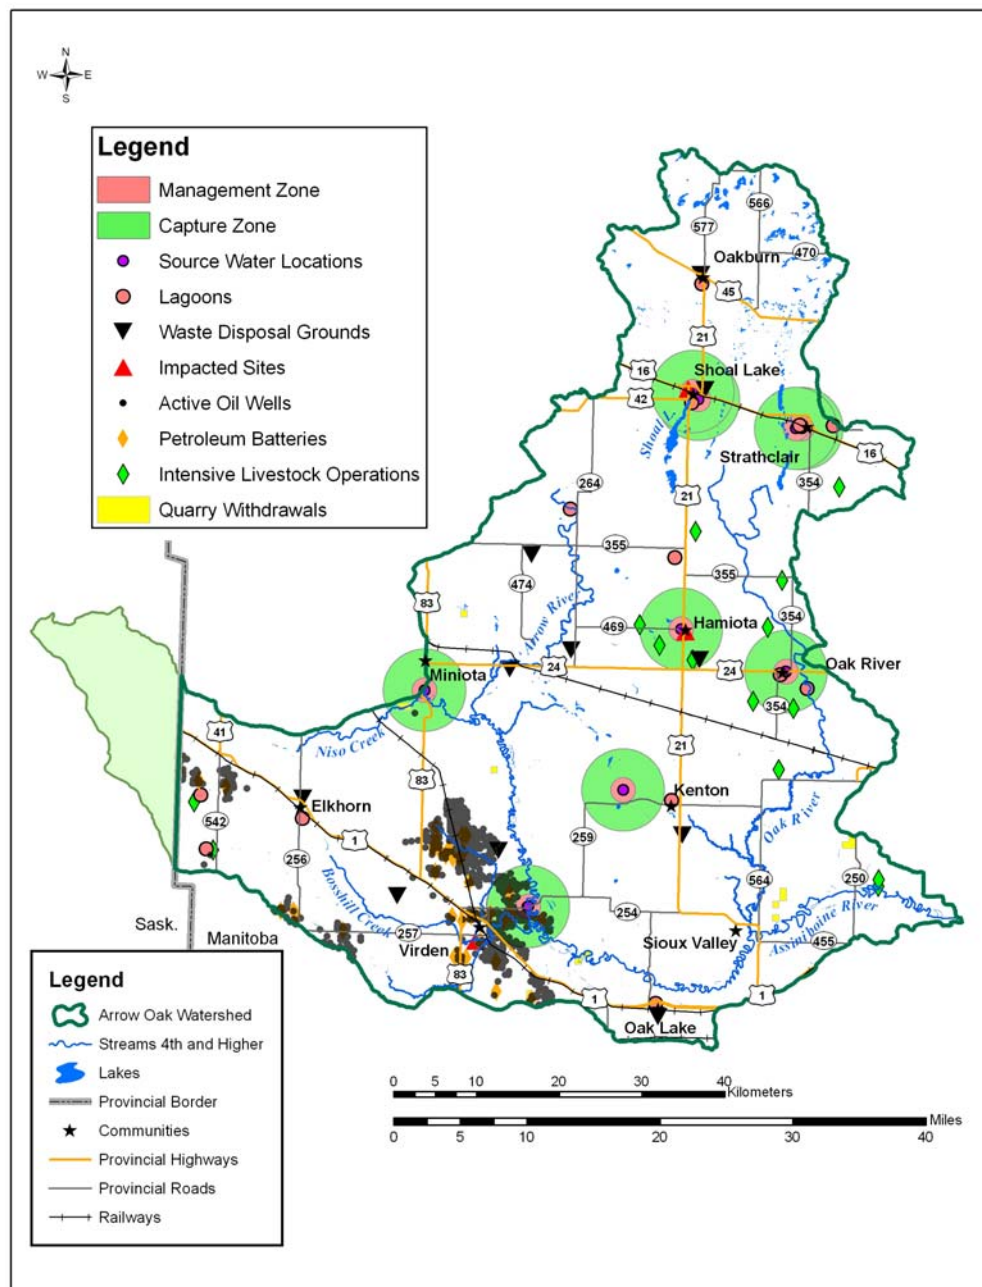 N
W E
S
Legend
Management Zone
Capture Zone
Source Water Locations
Lagoons
Waste Disposal Grounds
Impacted Sites
Active Oil Wells
Petroleum Batteries
Intensive Livestock Operations
Quarry Withdrawals
566
577
470
Oakburn
45
21
16
Shoal Lake
42
Shoal L.
Strathclair
16
354
264
21
355
355
474
83
Arrow River
469
Hamiota
354
24
24
Oak River
Miniota
354
41
Niso Creek
21
83
Kenton
Elkhorn
542
1
259
Oak River
256
564
250
Bosshill Creek
254
Assiniboine River
Sask.
Manitoba
257
Virden
Sioux Valley
455
83
1
1
Oak Lake
Legend
Arrow Oak Watershed
Streams 4th and Higher
Lakes
Provincial Border
Communities
Provincial Highways
Provincial Roads
Railways
0 5 10 20 30 40
Kilometers
Miles
0 5 10 20 30 40